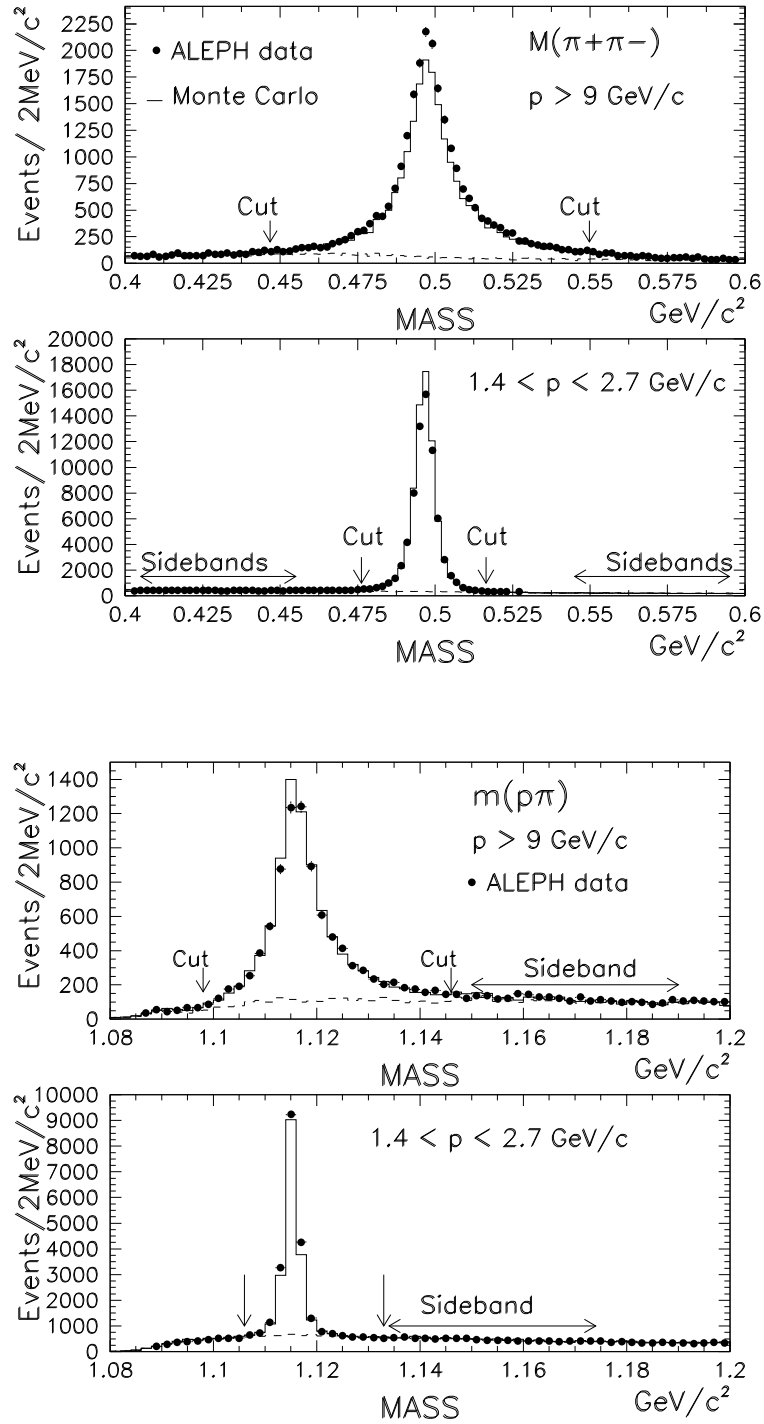 Events/ 2MeV/c²
2250
2000
1750
1500
1250
1000
750
500
250
0
● ALEPH data
— Monte Carlo
M(π+π−)
p > 9 GeV/c
Cut
Cut
0.4 0.425 0.45 0.475 0.5 0.525 0.55 0.575 0.6
MASS
GeV/c²
Events/ 2MeV/c²
20000
18000
16000
14000
12000
10000
8000
6000
4000
2000
0
1.4 < p < 2.7 GeV/c
Cut
Cut
Sidebands
Sidebands
0.4 0.425 0.45 0.475 0.5 0.525 0.55 0.575 0.6
MASS
GeV/c²
Events/2MeV/c²
1400
1200
1000
800
600
400
200
0
m(pπ)
p > 9 GeV/c
● ALEPH data
Cut
Cut
Sideband
1.08 1.1 1.12 1.14 1.16 1.18 1.2
MASS
GeV/c²
Events/2MeV/c²
10000
9000
8000
7000
6000
5000
4000
3000
2000
1000
0
1.4 < p < 2.7 GeV/c
Sideband
1.08 1.1 1.12 1.14 1.16 1.18 1.2
MASS
GeV/c²